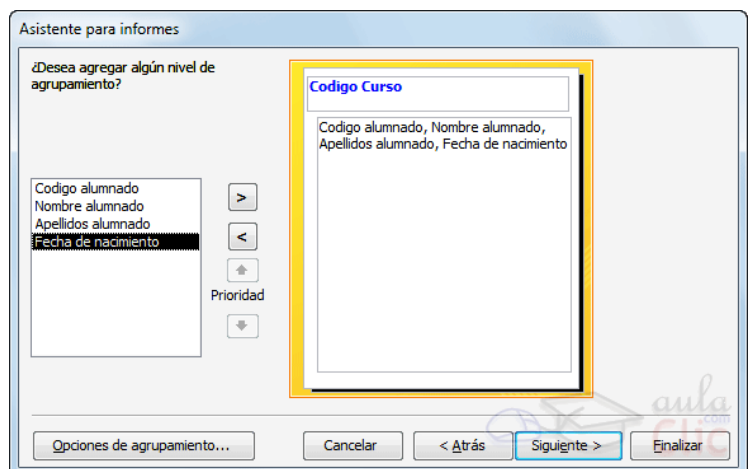 Asistente para informes
¿Desea agregar algún nivel de
agrupamiento?
Codigo Curso
Codigo alumnado, Nombre alumnado,
Apellidos alumnado, Fecha de nacimiento
Codigo alumnado
Nombre alumnado
Apellidos alumnado
Fecha de nacimiento
>
<
Prioridad
aula
.com
Clic
Opciones de agrupamiento...
Cancelar
< Atrás
Siguiente >
Finalizar